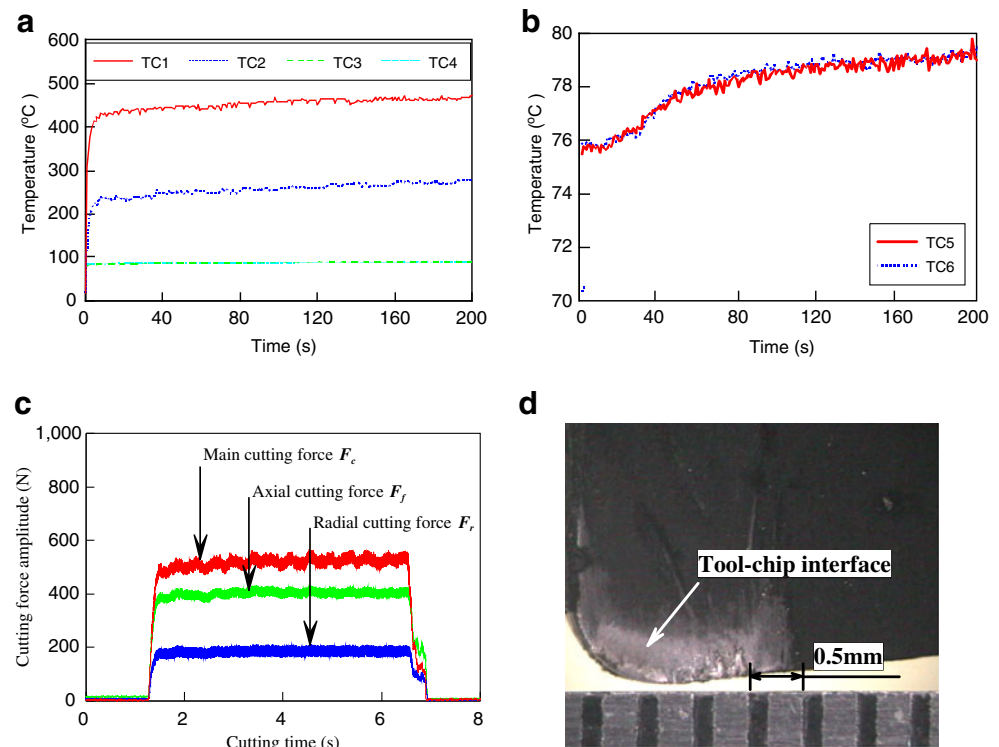 a
600
500
400
300
200
100
0
TC1 TC2 TC3 TC4
Temperature (ºC)
0 40 80 120 160 200
Time (s)
b
80
78
76
74
72
70
Temperature (ºC)
TC5
TC6
0 40 80 120 160 200
Time (s)
c
1,000
800
600
400
200
0
Cutting force amplitude (N)
Main cutting force Fc
Axial cutting force Ff
Radial cutting force Fr
0 2 4 6 8
Cutting time (s)
d
Tool-chip interface
0.5mm